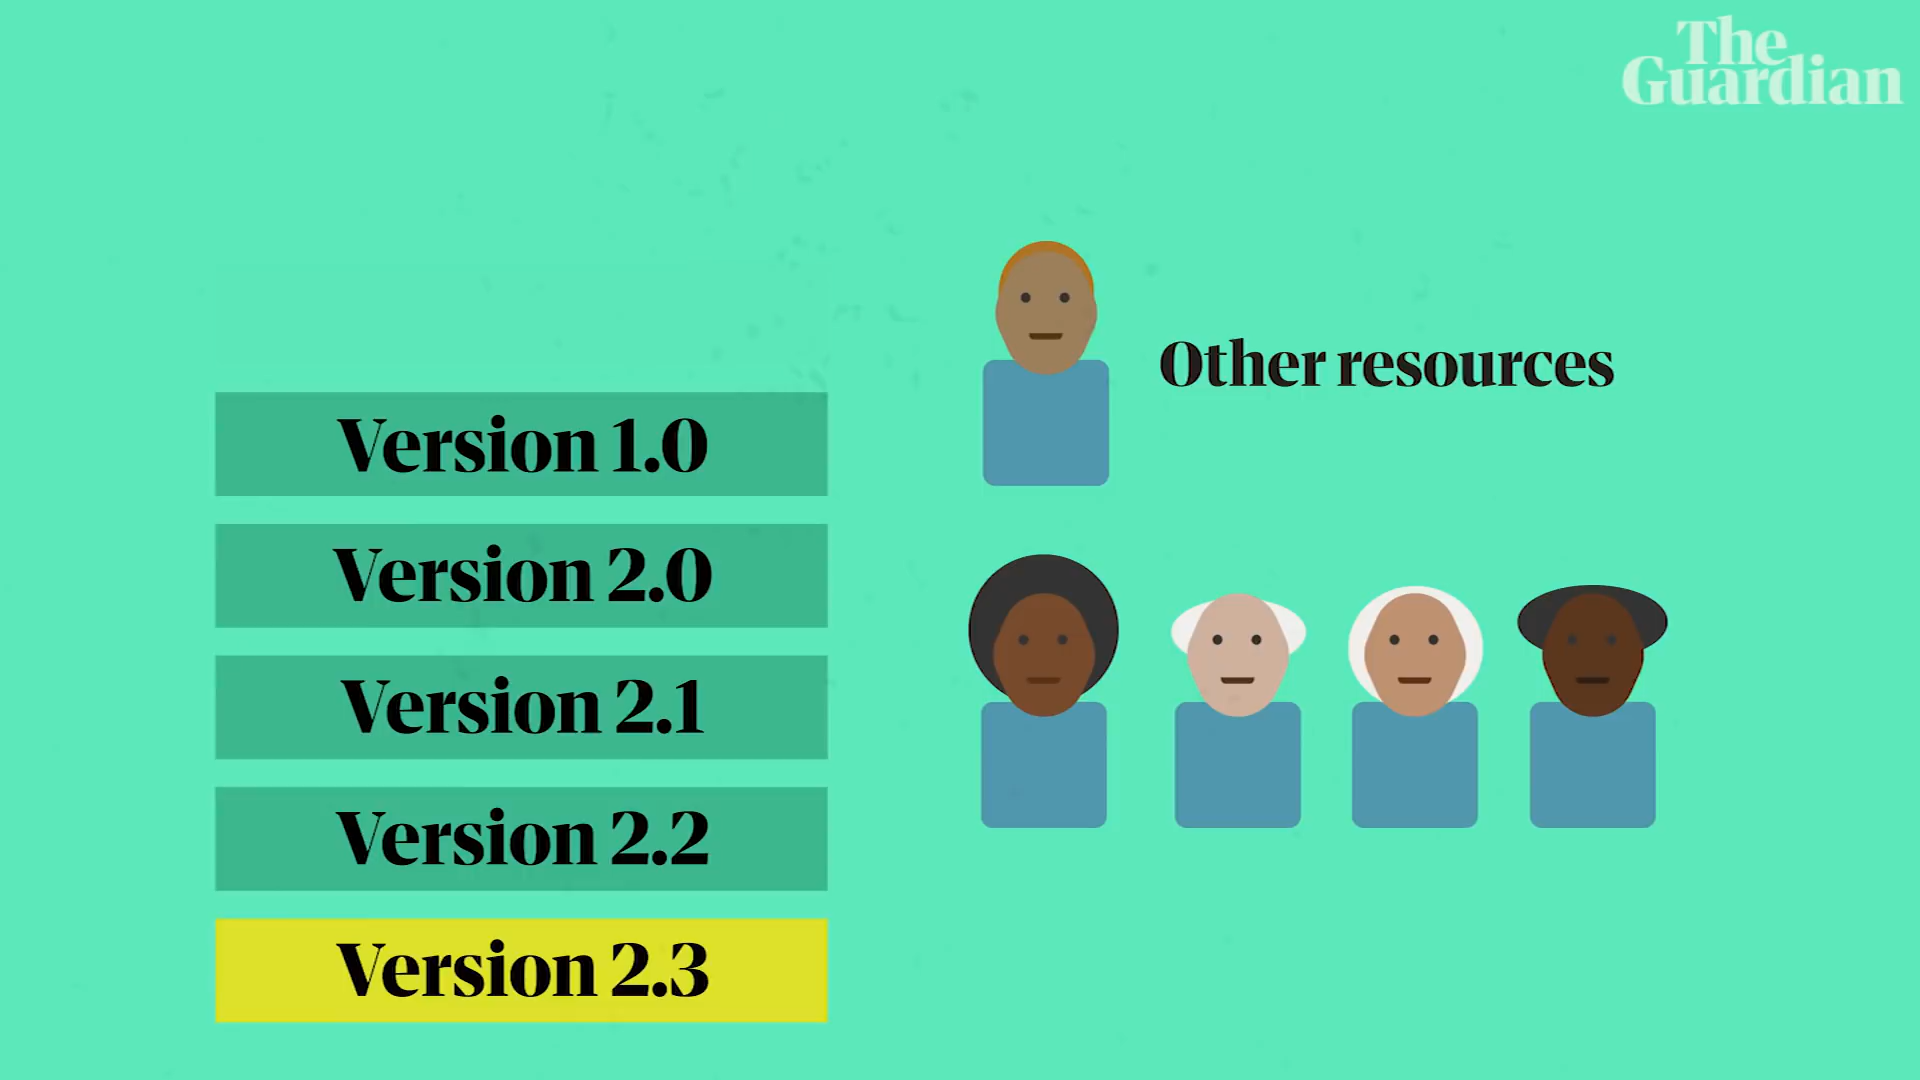 The
Guardian
Other resources
Version 1.0
Version 2.0
Version 2.1
Version 2.2
Version 2.3